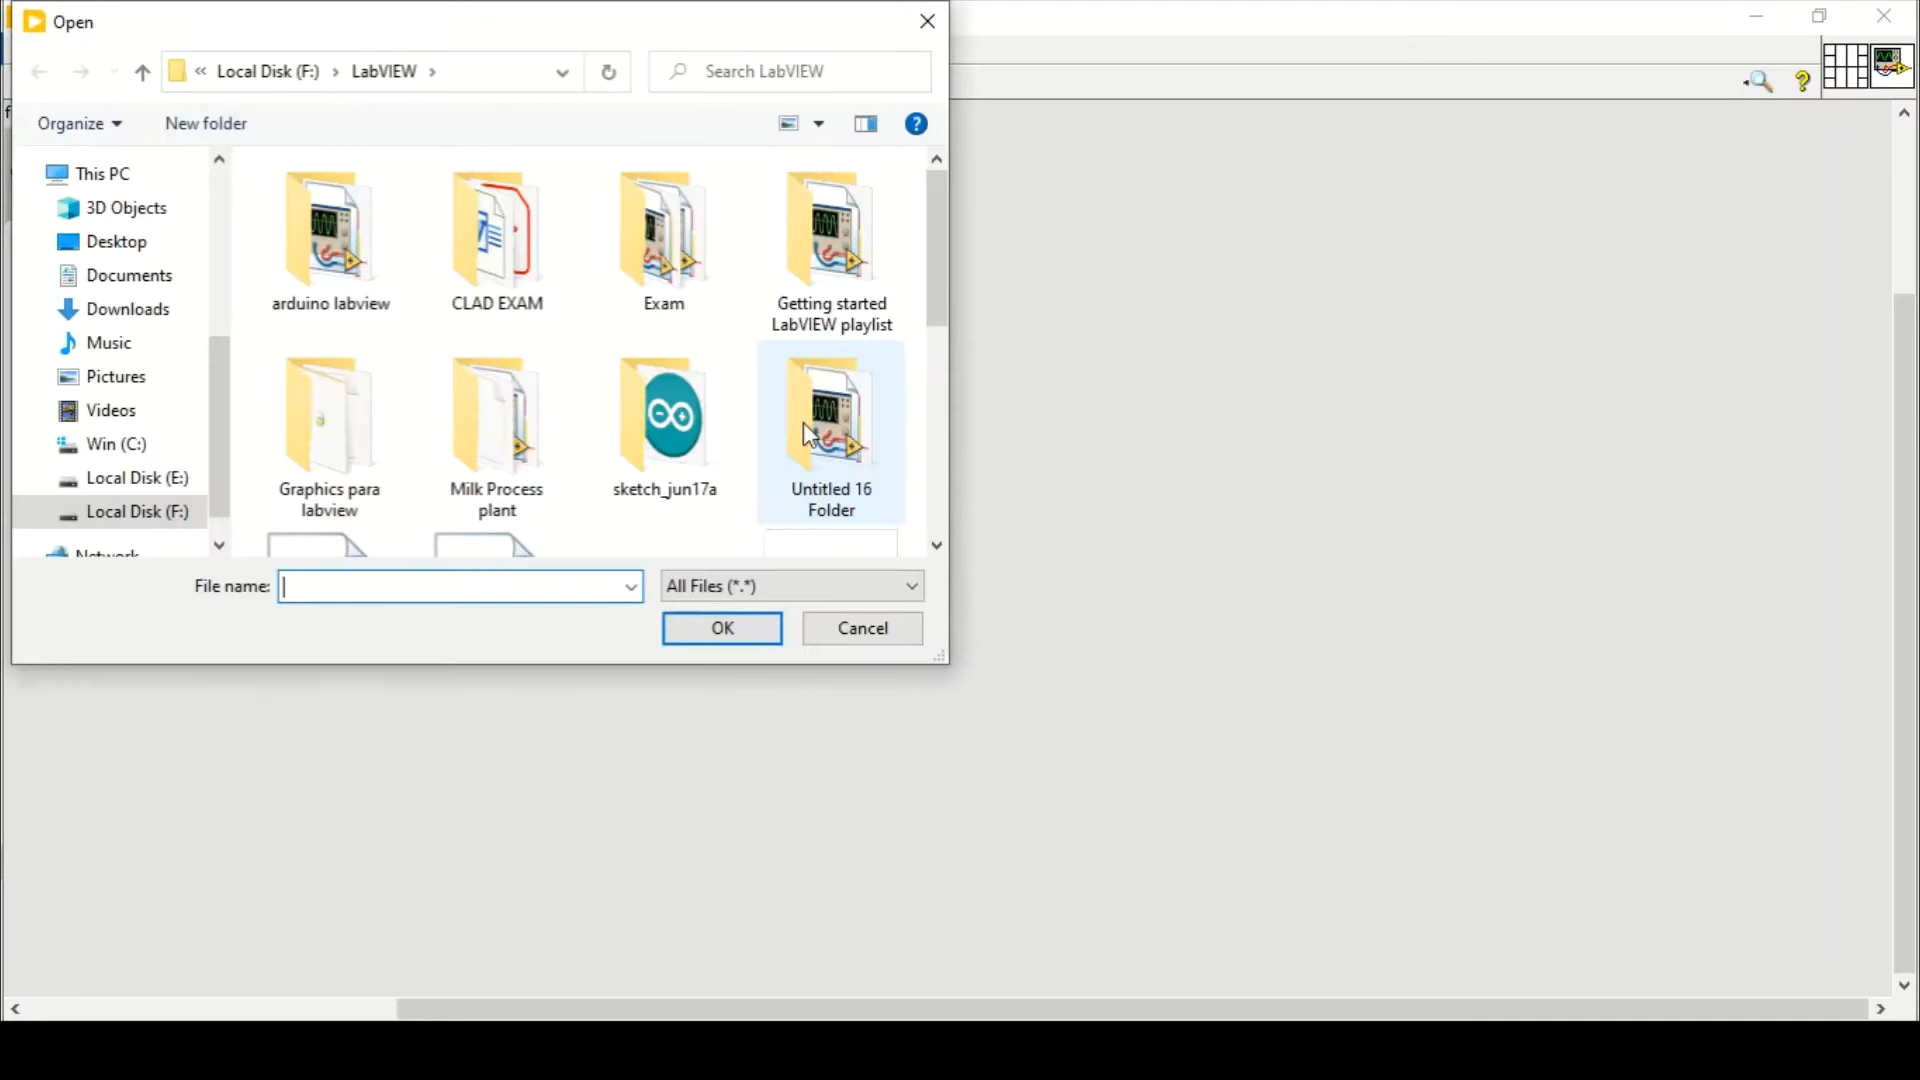 Open
« Local Disk (F:) › LabVIEW ›
Search LabVIEW
Organize
New folder
This PC
3D Objects
Desktop
Documents
Downloads
Music
Pictures
Videos
Win (C:)
Local Disk (E:)
Local Disk (F:)
Network
arduino labview
CLAD EXAM
Exam
Getting started
LabVIEW playlist
Graphics para
labview
Milk Process
plant
sketch_jun17a
Untitled 16
Folder
File name:
All Files (*.*)
OK
Cancel